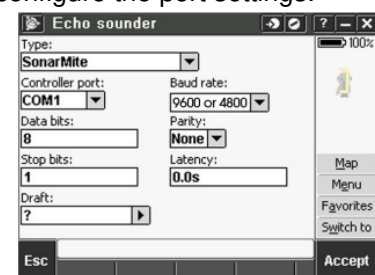 configure the port settings.
Echo sounder
? – X
Type:
SonarMite
100%
Controller port:
Baud rate:
COM1
9600 or 4800
Data bits:
Parity:
8
None
Stop bits:
Latency:
1
0.0s
Map
Menu
Draft:
?
Favorites
Switch to
Esc
Accept